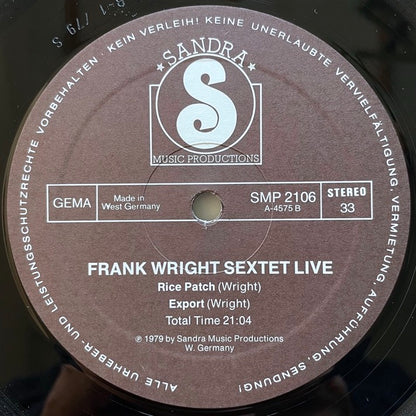 ALLE URHEBER- UND LEISTUNGSSCHUTZRECHTE VORBEHALTEN · KEIN VERLEIH! KEINE UNERLAUBTE VERVIELFÄLTIGUNG, VERMIETUNG, AUFFÜHRUNG, SENDUNG!
SANDRA
S
MUSIC PRODUCTIONS
GEMA
Made in
West Germany
SMP 2106
A-4575 B
STEREO
33
FRANK WRIGHT SEXTET LIVE
Rice Patch (Wright)
Export (Wright)
Total Time 21:04
℗ 1979 by Sandra Music Productions
W. Germany